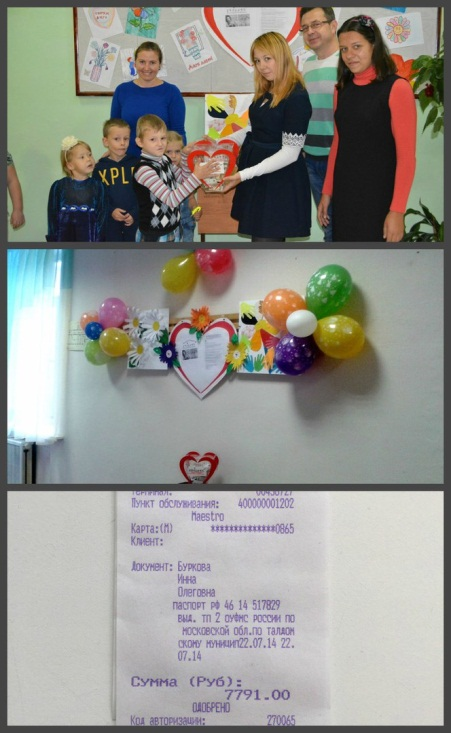 XPL
Терминал: 00436727
Пункт обслуживания: 400000001202
Maestro
Карта:(М) **************0865
Клиент:
Документ: Буркова
Инна
Олеговна
ПАСПОРТ РФ 46 14 517829
ВЫД. ТП 2 ОУФМС РОССИИ ПО
МОСКОВСКОЙ ОБЛ.ПО ТАЛДОМ
СКОМУ МУНИЦИП22.07.14 22.
07.14
Сумма (Руб):
7791.00
ОДОБРЕНО
Код авторизации: 270065